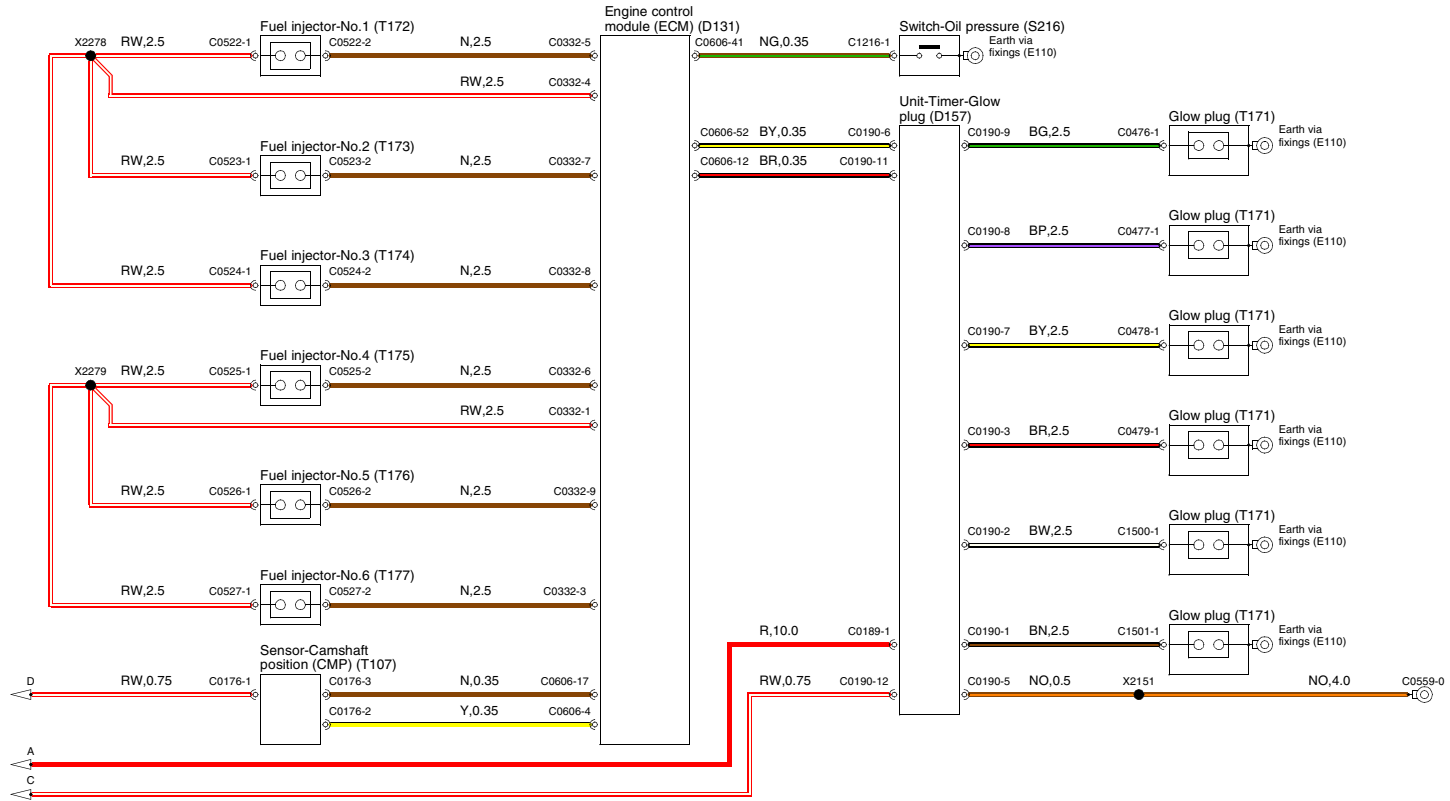 Engine control
module (ECM) (D131)
Fuel injector-No.1 (T172)
X2278
RW,2.5
C0522-1
C0522-2
N,2.5
C0332-5
RW,2.5
C0332-4
Fuel injector-No.2 (T173)
RW,2.5
C0523-1
C0523-2
N,2.5
C0332-7
Fuel injector-No.3 (T174)
RW,2.5
C0524-1
C0524-2
N,2.5
C0332-8
Fuel injector-No.4 (T175)
X2279
RW,2.5
C0525-1
C0525-2
N,2.5
C0332-6
RW,2.5
C0332-1
Fuel injector-No.5 (T176)
RW,2.5
C0526-1
C0526-2
N,2.5
C0332-9
Fuel injector-No.6 (T177)
RW,2.5
C0527-1
C0527-2
N,2.5
C0332-3
Sensor-Camshaft
position (CMP) (T107)
D
RW,0.75
C0176-1
C0176-3
N,0.35
C0606-17
C0176-2
Y,0.35
C0606-4
A
C
C0606-41
NG,0.35
C1216-1
Switch-Oil pressure (S216)
Earth via
fixings (E110)
Unit-Timer-Glow
plug (D157)
C0606-52
BY,0.35
C0190-6
C0606-12
BR,0.35
C0190-11
R,10.0
C0189-1
RW,0.75
C0190-12
Glow plug (T171)
C0190-9
BG,2.5
C0476-1
Earth via
fixings (E110)
Glow plug (T171)
C0190-8
BP,2.5
C0477-1
Earth via
fixings (E110)
Glow plug (T171)
C0190-7
BY,2.5
C0478-1
Earth via
fixings (E110)
Glow plug (T171)
C0190-3
BR,2.5
C0479-1
Earth via
fixings (E110)
Glow plug (T171)
C0190-2
BW,2.5
C1500-1
Earth via
fixings (E110)
Glow plug (T171)
C0190-1
BN,2.5
C1501-1
Earth via
fixings (E110)
C0190-5
NO,0.5
X2151
NO,4.0
C0559-0